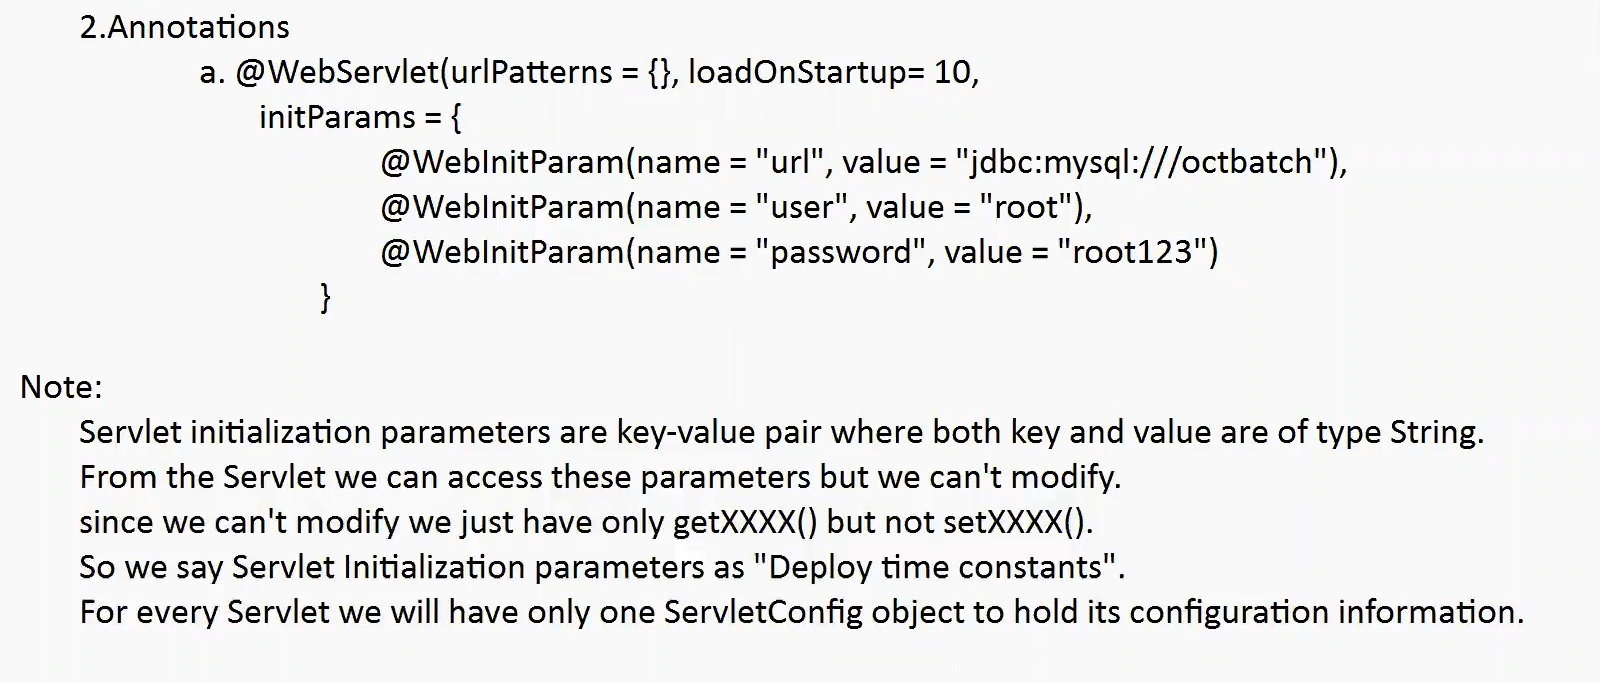 2.Annotations
a. @WebServlet(urlPatterns = {}, loadOnStartup= 10,
initParams = {
@WebInitParam(name = "url", value = "jdbc:mysql:///octbatch"),
@WebInitParam(name = "user", value = "root"),
@WebInitParam(name = "password", value = "root123")
}
Note:
Servlet initialization parameters are key-value pair where both key and value are of type String.
From the Servlet we can access these parameters but we can't modify.
since we can't modify we just have only getXXXX() but not setXXXX().
So we say Servlet Initialization parameters as "Deploy time constants".
For every Servlet we will have only one ServletConfig object to hold its configuration information.